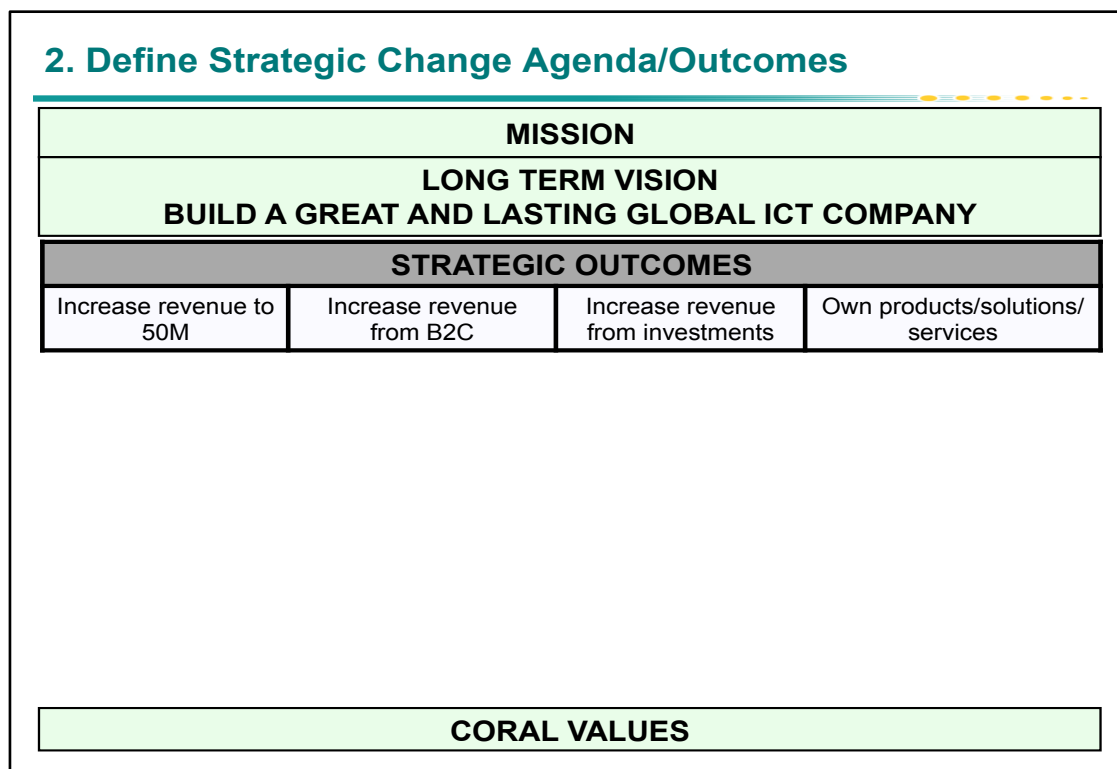 2. Define Strategic Change Agenda/Outcomes
MISSION
LONG TERM VISION
BUILD A GREAT AND LASTING GLOBAL ICT COMPANY
STRATEGIC OUTCOMES
Increase revenue to
50M
Increase revenue
from B2C
Increase revenue
from investments
Own products/solutions/
services
CORAL VALUES